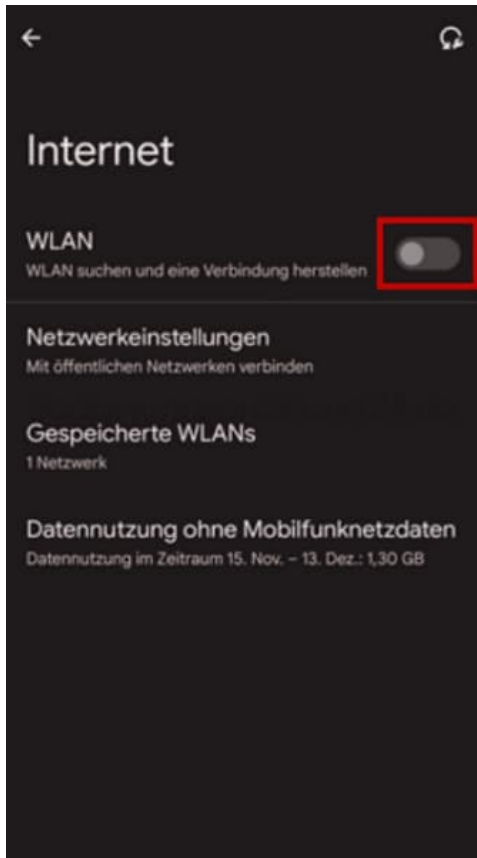 Internet
WLAN
WLAN suchen und eine Verbindung herstellen
Netzwerkeinstellungen
Mit öffentlichen Netzwerken verbinden
Gespeicherte WLANs
1 Netzwerk
Datennutzung ohne Mobilfunknetzdaten
Datennutzung im Zeitraum 15. Nov. – 13. Dez.: 1,30 GB